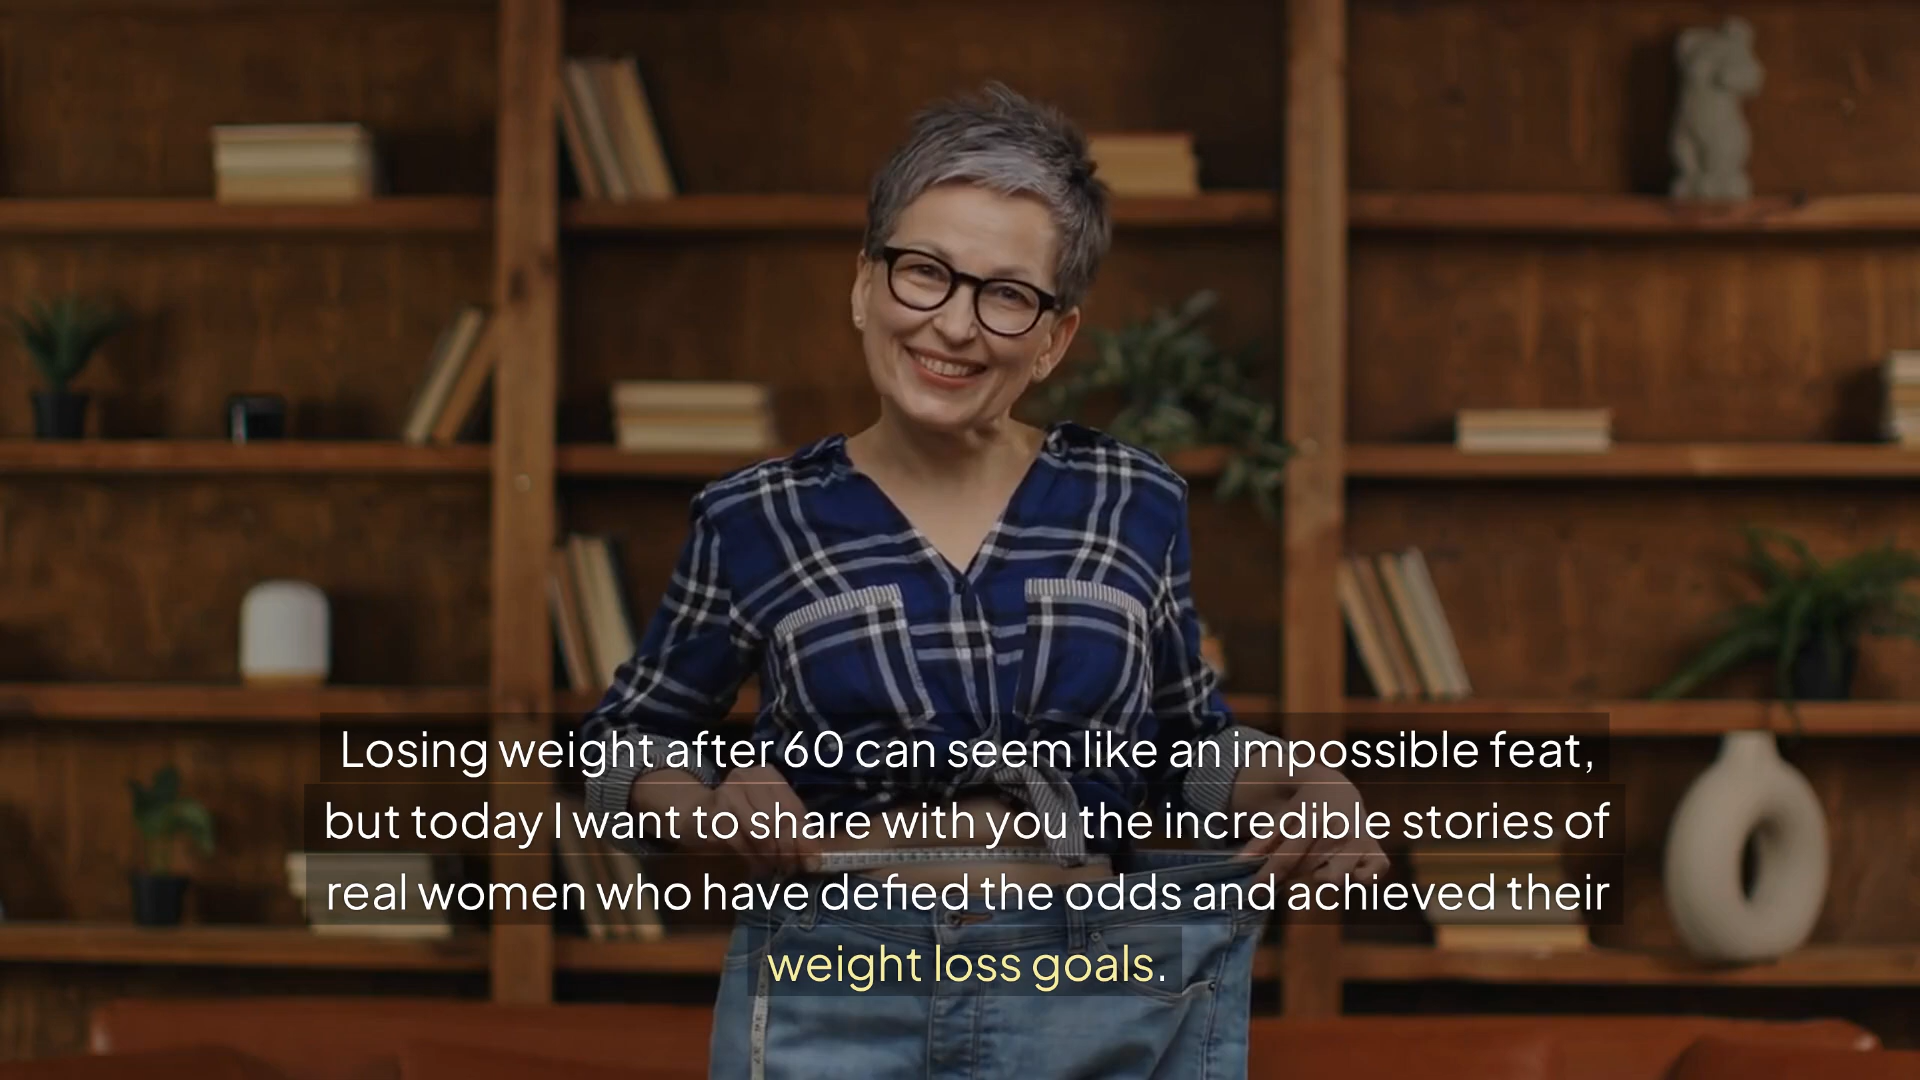 Losing weight after 60 can seem like an impossible feat,
but today I want to share with you the incredible stories of
real women who have defied the odds and achieved their
weight loss goals.